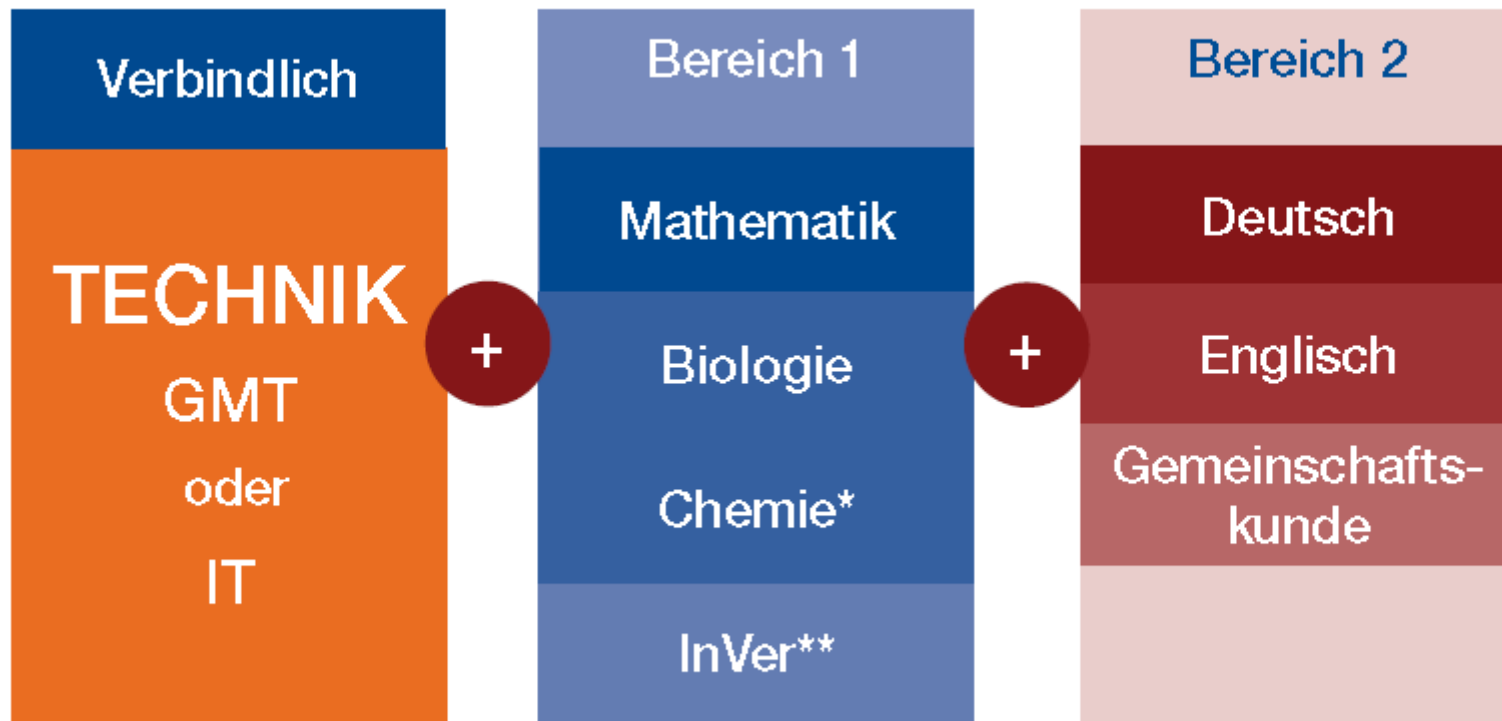 Verbindlich
TECHNIK
GMT
oder
IT
+
Bereich 1
Mathematik
Biologie
Chemie*
InVer**
+
Bereich 2
Deutsch
Englisch
Gemeinschafts-
kunde